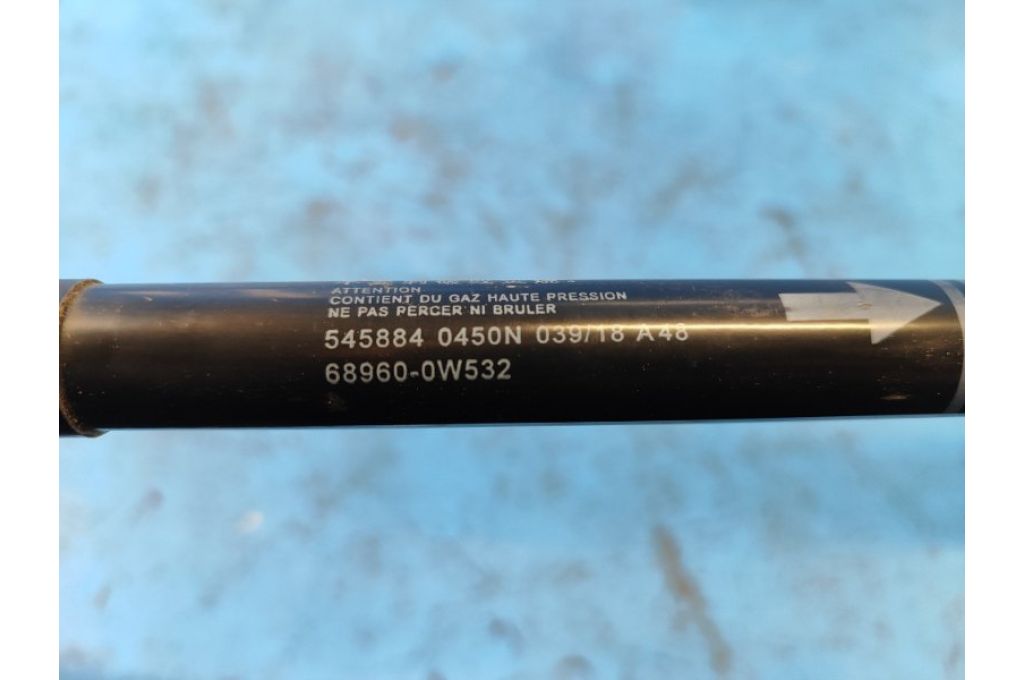 ATTENTION
CONTIENT DU GAZ HAUTE PRESSION
NE PAS PERCER NI BRULER
545884 0450N 039/18 A48
68960-0W532